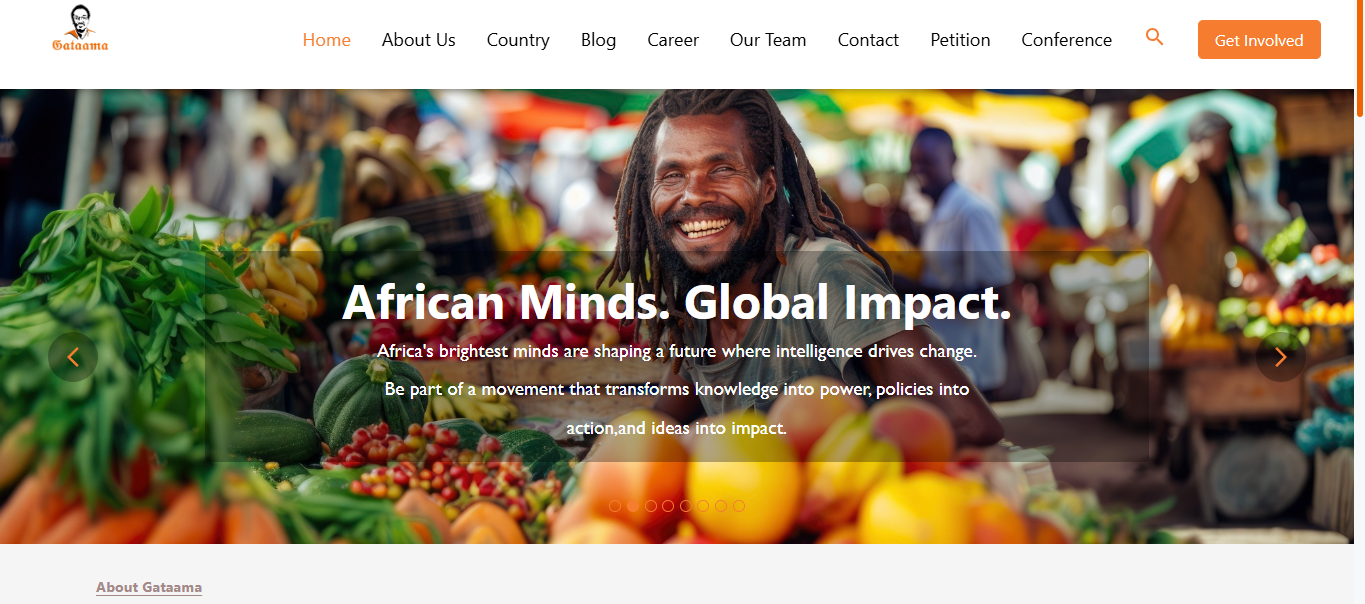 Gataama
Home About Us Country Blog Career Our Team Contact Petition Conference Get Involved
African Minds. Global Impact.
Africa's brightest minds are shaping a future where intelligence drives change.
Be part of a movement that transforms knowledge into power, policies into
action,and ideas into impact.
About Gataama